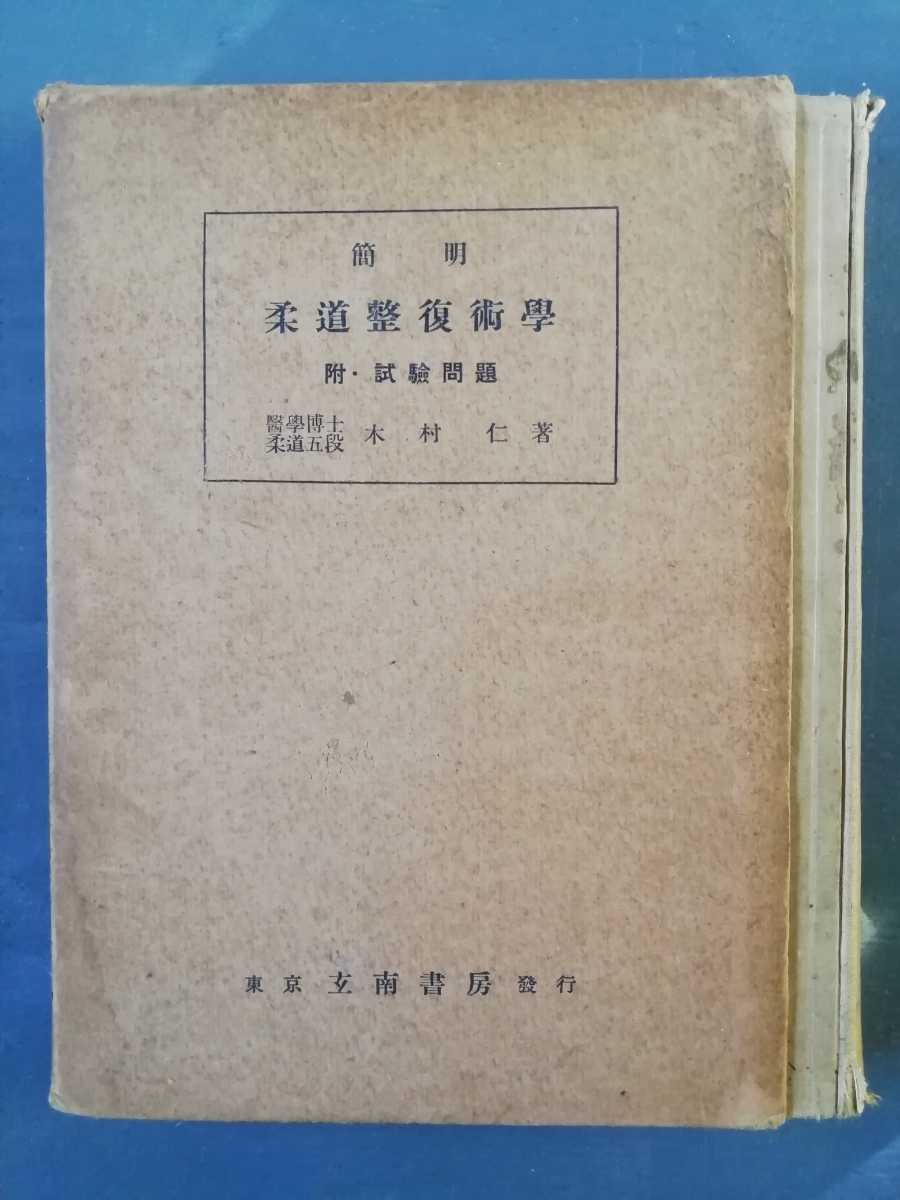 簡明
柔道整復術學
附・試驗問題
醫學博士
柔道五段
木村仁著
東京 玄南書房 發行